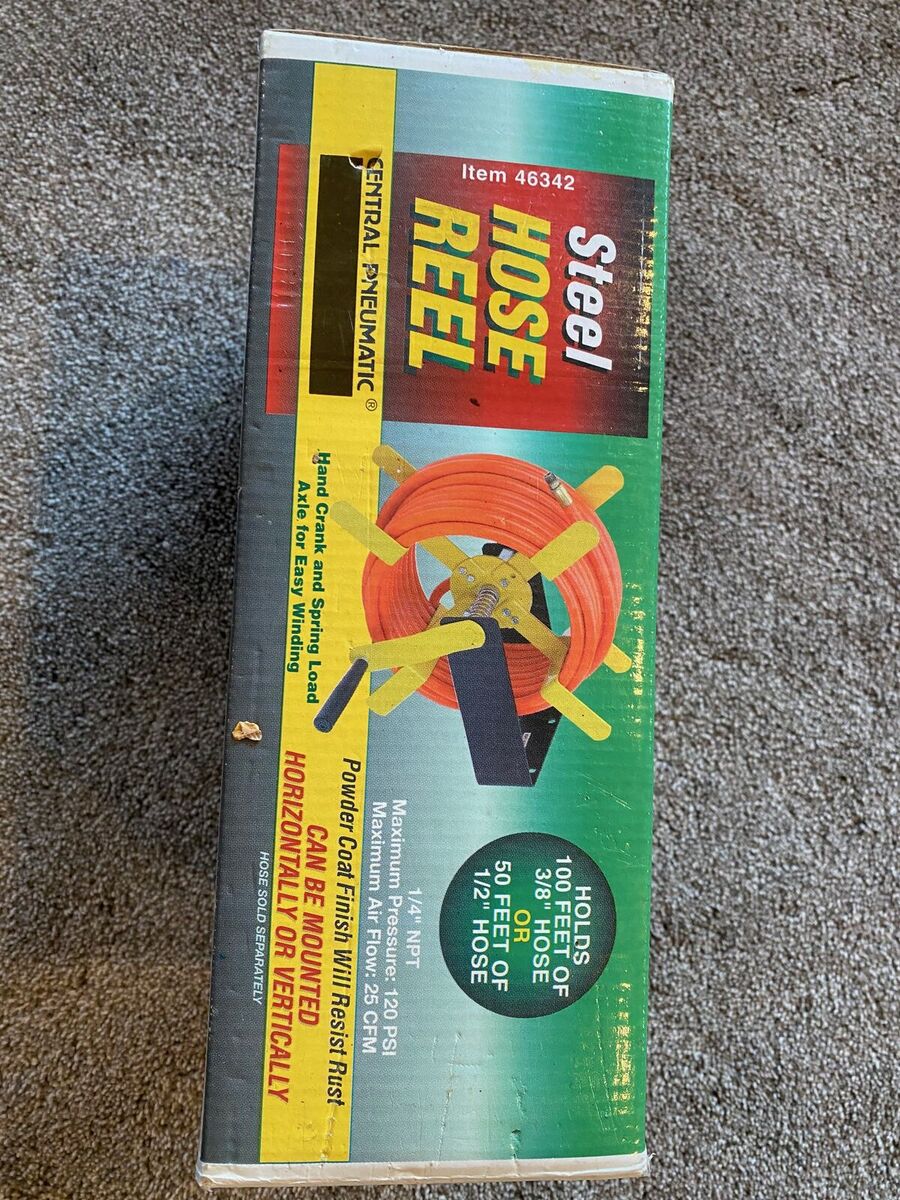 Item 46342
Steel
HOSE
REEL
CENTRAL PNEUMATIC®
Hand Crank and Spring Load
Axle for Easy Winding
HOLDS
100 FEET OF
3/8" HOSE
OR
50 FEET OF
1/2" HOSE
1/4" NPT
Maximum Pressure: 120 PSI
Maximum Air Flow: 25 CFM
Powder Coat Finish Will Resist Rust
CAN BE MOUNTED
HORIZONTALLY OR VERTICALLY
HOSE SOLD SEPARATELY